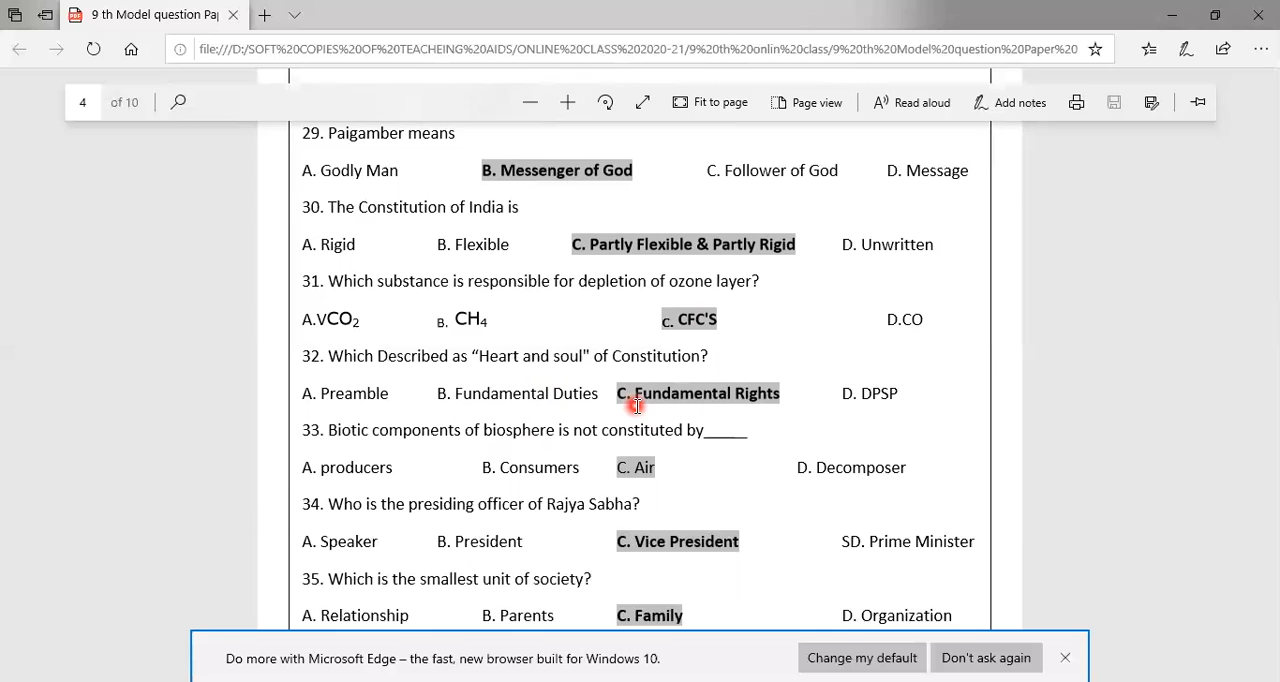 9 th Model question Pa
file:///D:/SOFT%20COPIES%20OF%20TEACHEING%20AIDS/ONLINE%20CLASS%202020-21/9%20th%20onlin%20class/9%20th%20Model%20question%20Paper%20
4 of 10 Fit to page Page view Read aloud Add notes
29. Paigamber means
A. Godly Man B. Messenger of God C. Follower of God D. Message
30. The Constitution of India is
A. Rigid B. Flexible C. Partly Flexible & Partly Rigid D. Unwritten
31. Which substance is responsible for depletion of ozone layer?
A.VCO₂ B. CH₄ C. CFC'S D.CO
32. Which Described as “Heart and soul" of Constitution?
A. Preamble B. Fundamental Duties C. Fundamental Rights D. DPSP
33. Biotic components of biosphere is not constituted by_____
A. producers B. Consumers C. Air D. Decomposer
34. Who is the presiding officer of Rajya Sabha?
A. Speaker B. President C. Vice President SD. Prime Minister
35. Which is the smallest unit of society?
A. Relationship B. Parents C. Family D. Organization
Do more with Microsoft Edge – the fast, new browser built for Windows 10. Change my default Don't ask again